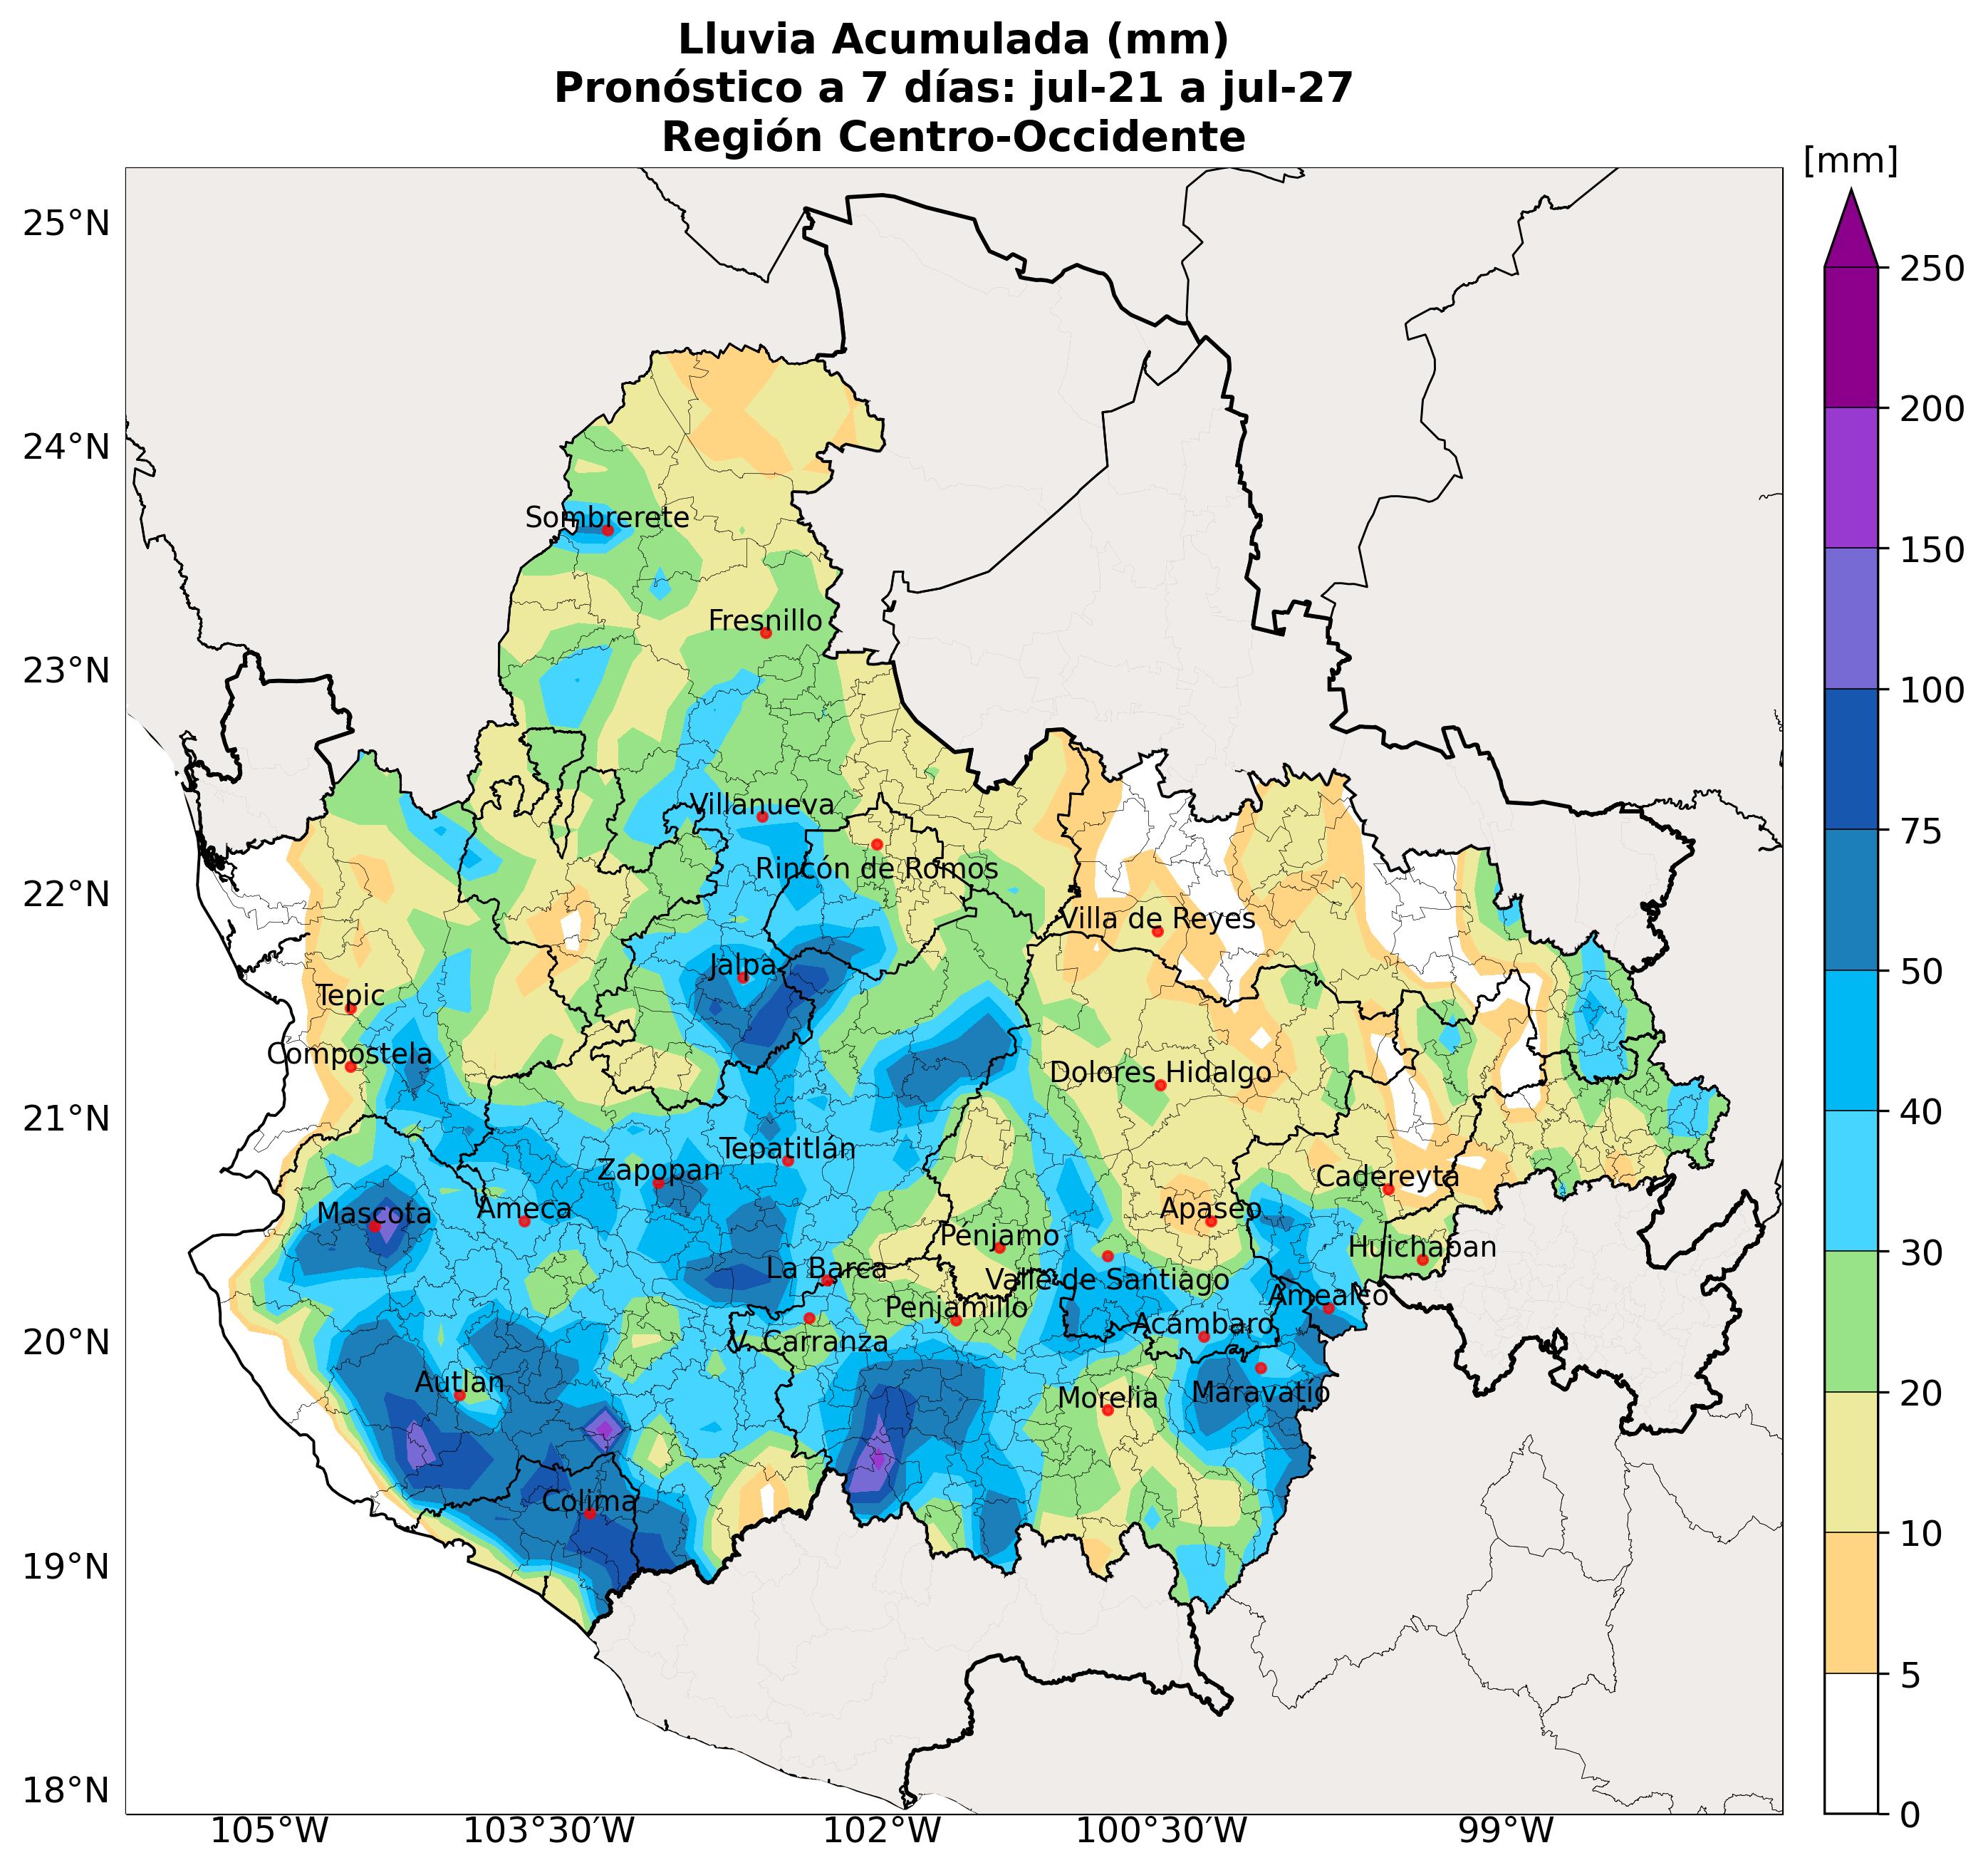 Lluvia Acumulada (mm)
Pronóstico a 7 días: jul-21 a jul-27
Región Centro-Occidente
[mm]
25°N
250
24°N
200
Sombrerete
150
Fresnillo
23°N
100
Villanueva
75
Rincón de Romos
22°N
Villa de Reyes
Jalpa
50
Tepic
Compostela
Dolores Hidalgo
21°N
40
Tepatitlán
Zapopan
Cadereyta
Mascota
Ameca
Apaseo
Penjamo
Huichapan
30
La Barca
Valle de Santiago
Amealco
Penjamillo
20°N
Acámbaro
V. Carranza
Autlan
Maravatío
Morelia
20
Colima
10
19°N
5
18°N
0
105°W
103°30'W
102°W
100°30'W
99°W